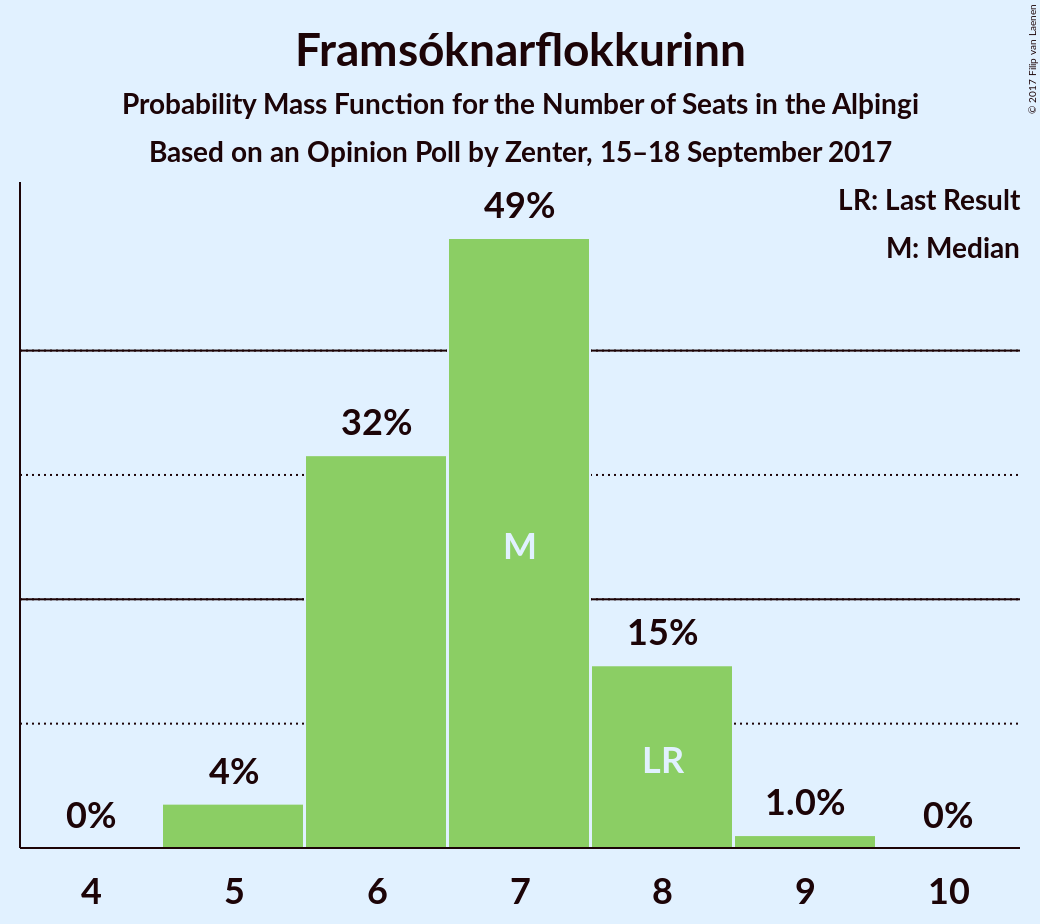 Framsóknarflokkurinn
Probability Mass Function for the Number of Seats in the Alþingi
Based on an Opinion Poll by Zenter, 15–18 September 2017
© 2017 Filip van Laenen
LR: Last Result
M: Median
49%
32%
M
15%
LR
4%
1.0%
0%
0%
4 5 6 7 8 9 10